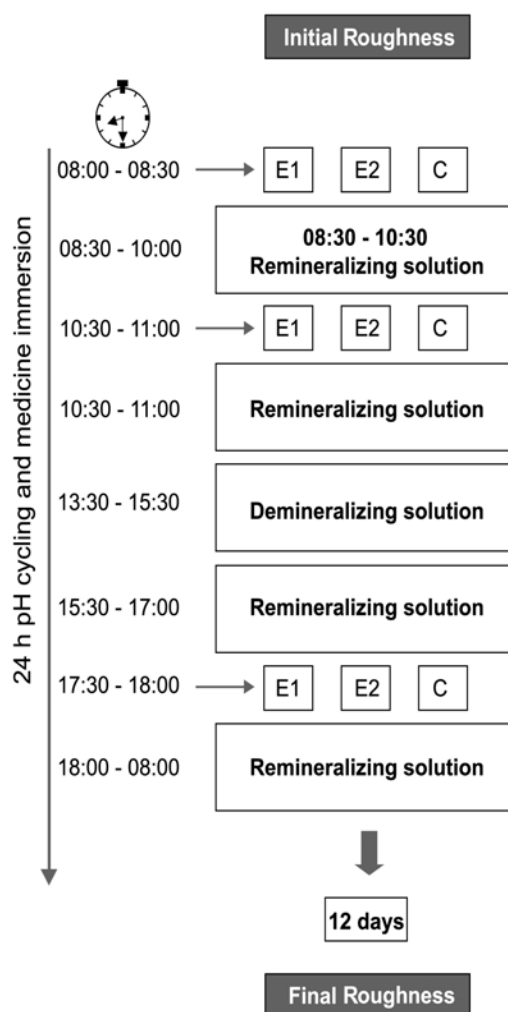 Initial Roughness
08:00 - 08:30
E1
E2
C
08:30 - 10:00
08:30 - 10:30
Remineralizing solution
10:30 - 11:00
E1
E2
C
10:30 - 11:00
Remineralizing solution
13:30 - 15:30
Demineralizing solution
15:30 - 17:00
Remineralizing solution
17:30 - 18:00
E1
E2
C
18:00 - 08:00
Remineralizing solution
24 h pH cycling and medicine immersion
12 days
Final Roughness